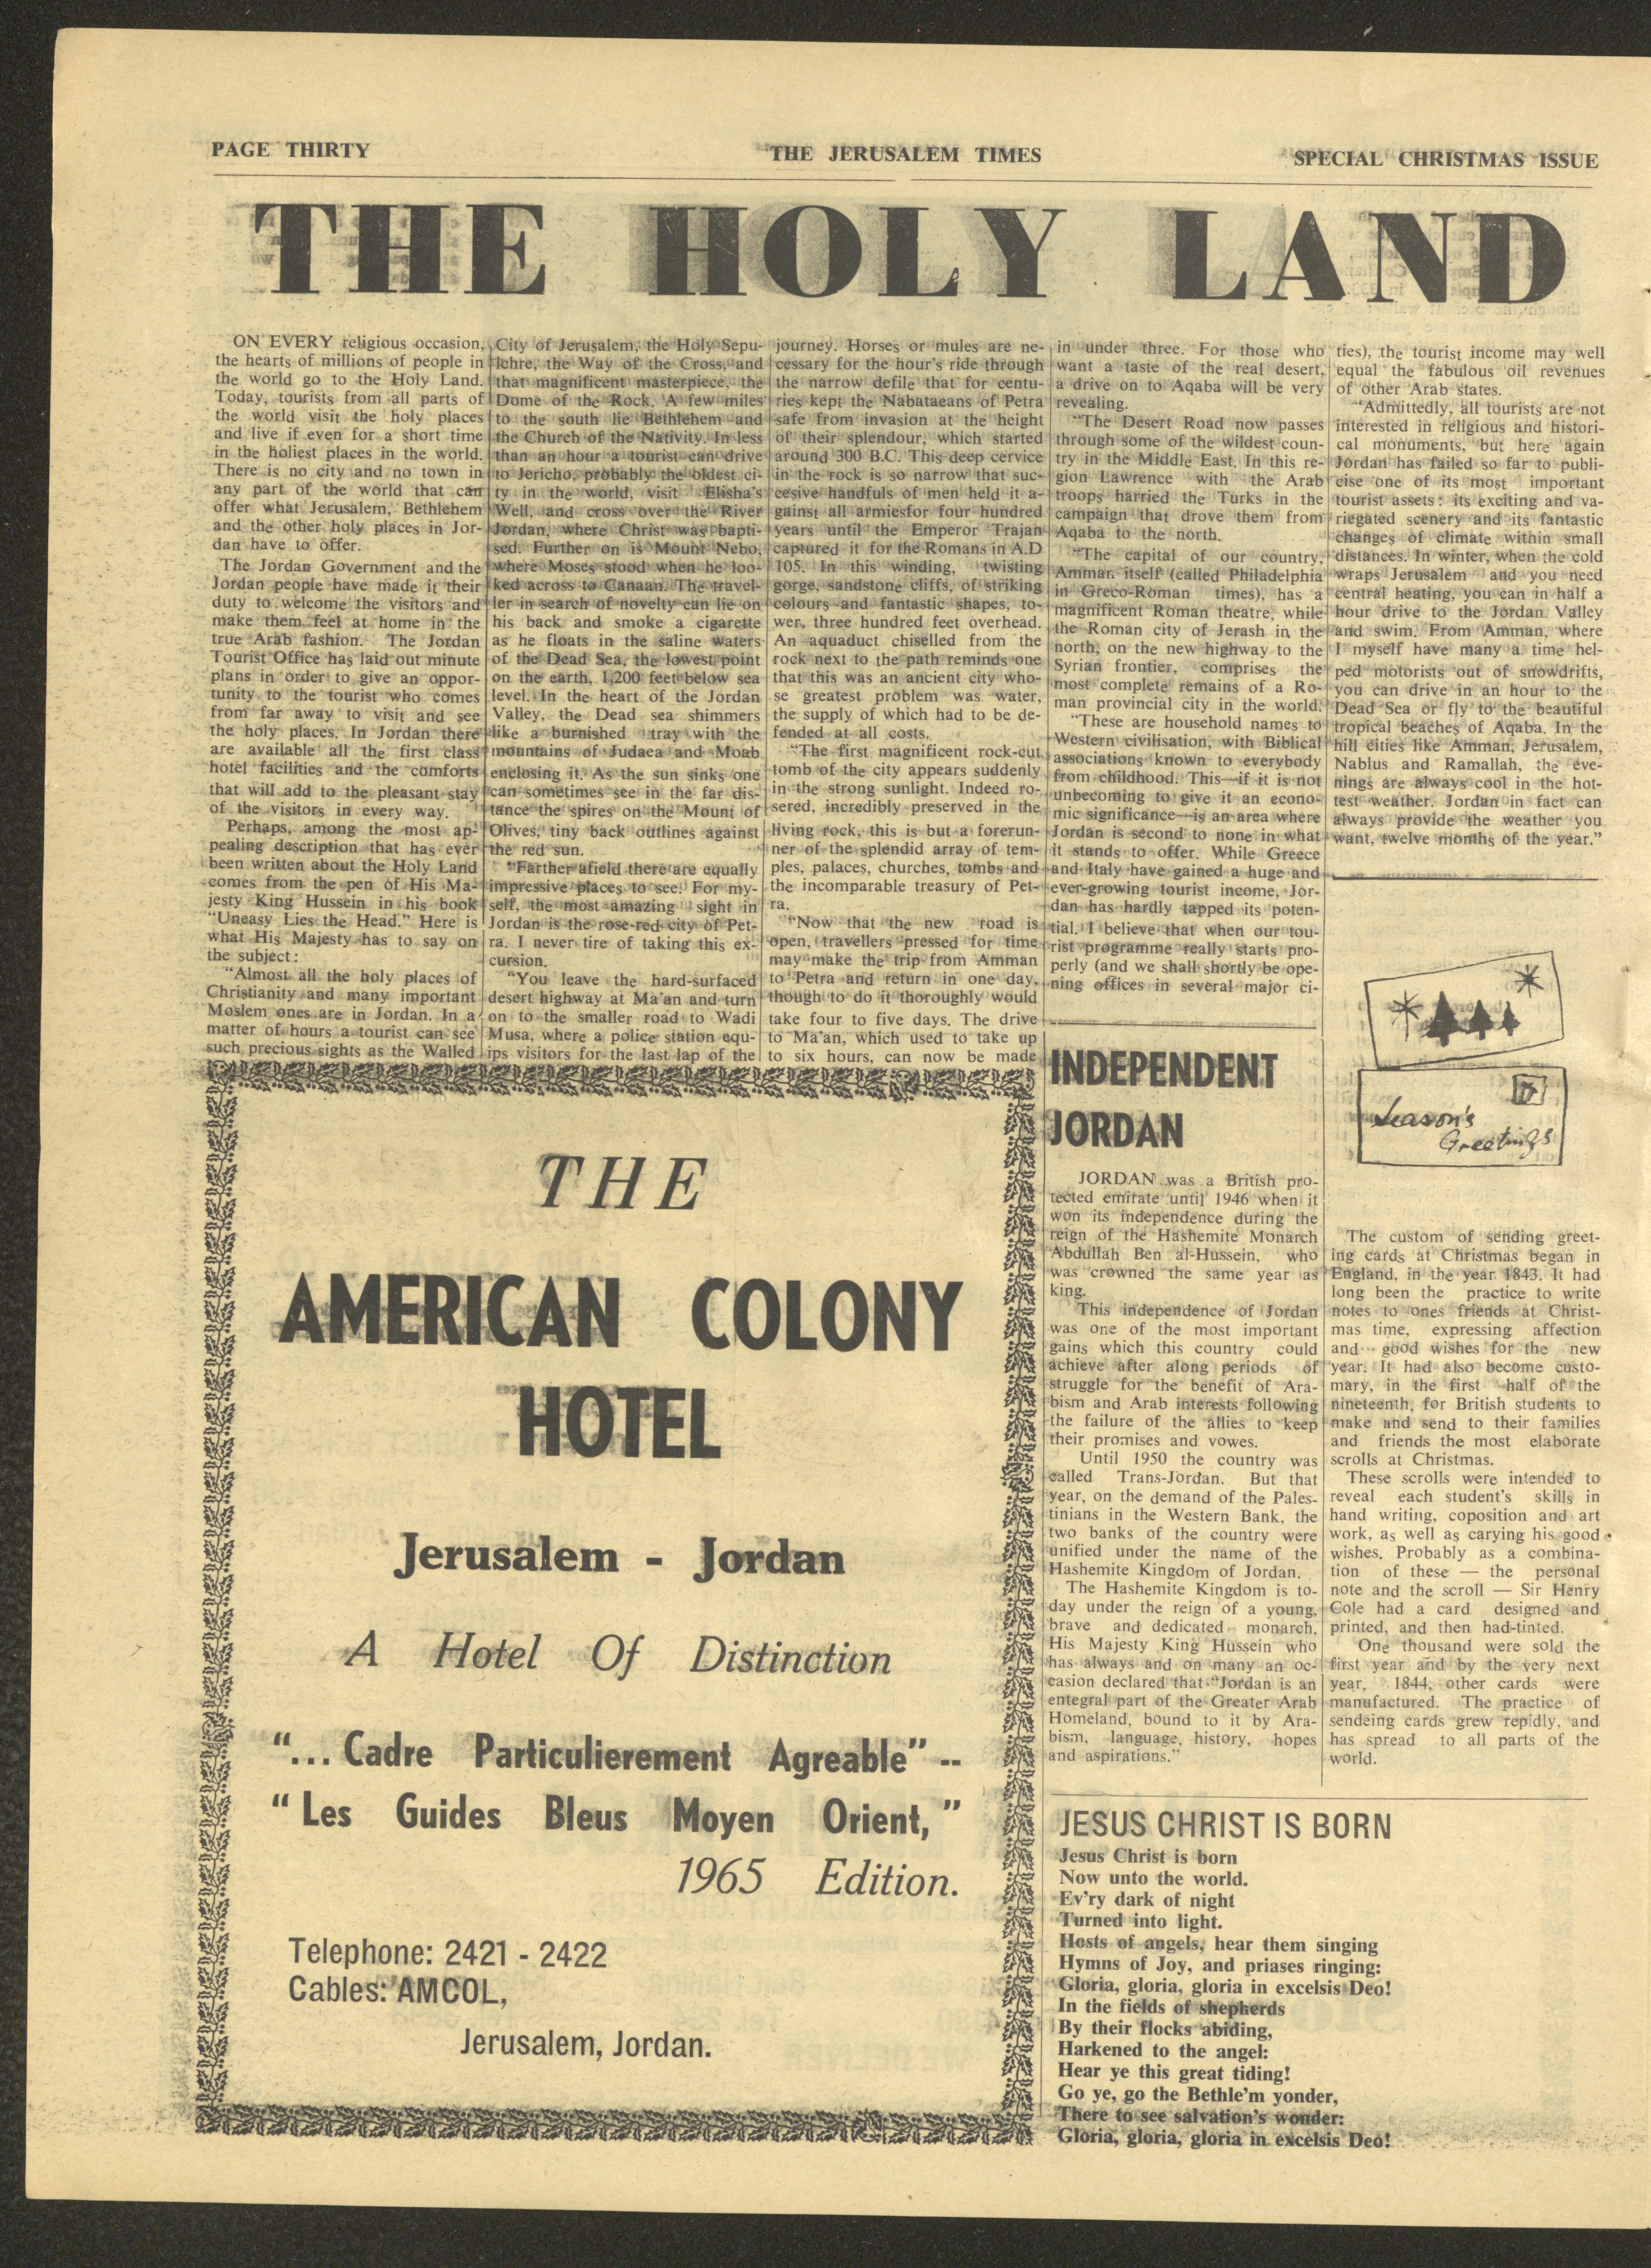 PAGE THIRTY
THE JERUSALEM TIMES
SPECIAL CHRISTMAS ISSUE
THE HOLY LAND
ON EVERY religious occasion,
the hearts of millions of people in
the world go to the Holy Land.
Today, tourists from all parts of
the world visit the holy places
and live if even for a short time
in the holiest places in the world.
There is no city and no town in
any part of the world that can
offer what Jerusalem, Bethlehem
and the other holy places in Jor-
dan have to offer.
The Jordan Government and the
Jordan people have made it their
duty to welcome the visitors and
make them feel at home in the
true Arab fashion. The Jordan
Tourist Office has laid out minute
plans in order to give an oppor-
tunity to the tourist who comes
from far away to visit and see
the holy places. In Jordan there
are available all the first class
hotel facilities and the comforts
that will add to the pleasant stay
of the visitors in every way.
Perhaps, among the most ap-
pealing description that has ever
been written about the Holy Land
comes from the pen of His Ma-
jesty King Hussein in his book
"Uneasy Lies the Head." Here is
what His Majesty has to say on
the subject:
"Almost all the holy places of
Christianity and many important
Moslem ones are in Jordan. In a
matter of hours a tourist can see
such precious sights as the Walled
City of Jerusalem, the Holy Sepu-
lchre, the Way of the Cross, and
that magnificent masterpiece, the
Dome of the Rock. A few miles
to the south lie Bethlehem and
the Church of the Nativity. In less
than an hour a tourist can drive
to Jericho, probably the oldest ci-
ty in the world, visit Elisha's
Well, and cross over the River
Jordan, where Christ was bapti-
sed. Further on is Mount Nebo,
where Moses stood when he loo-
ked across to Canaan. The travel-
ler in search of novelty can lie on
his back and smoke a cigarette
as he floats in the saline waters
of the Dead Sea, the lowest point
on the earth, 1,200 feet below sea
level. In the heart of the Jordan
Valley, the Dead sea shimmers
like a burnished tray with the
mountains of Judaea and Moab
enclosing it. As the sun sinks one
can sometimes see in the far dis-
tance the spires on the Mount of
Olives, tiny back outlines against
the red sun.
"Farther afield there are equally
impressive places to see. For my-
self, the most amazing sight in
Jordan is the rose-red city of Pet-
ra. I never tire of taking this ex-
cursion.
"You leave the hard-surfaced
desert highway at Ma'an and turn
on to the smaller road to Wadi
Musa, where a police station equ-
ips visitors for the last lap of the
journey. Horses or mules are ne-
cessary for the hour's ride through
the narrow defile that for centu-
ries kept the Nabataeans of Petra
safe from invasion at the height
of their splendour, which started
around 300 B.C. This deep cervice
in the rock is so narrow that suc-
cesive handfuls of men held it a-
gainst all armiesfor four hundred
years until the Emperor Trajan
captured it for the Romans in A.D
105. In this winding, twisting
gorge, sandstone cliffs, of striking
colours and fantastic shapes, to-
wer, three hundred feet overhead.
An aquaduct chiselled from the
rock next to the path reminds one
that this was an ancient city who-
se greatest problem was water,
the supply of which had to be de-
fended at all costs.
"The first magnificent rock-cut
tomb of the city appears suddenly
in the strong sunlight. Indeed ro-
sered, incredibly preserved in the
living rock, this is but a forerun-
ner of the splendid array of tem-
ples, palaces, churches, tombs and
the incomparable treasury of Pet-
ra.
"Now that the new road is
open, travellers pressed for time
may make the trip from Amman
to Petra and return in one day,
though to do it thoroughly would
take four to five days. The drive
to Ma'an, which used to take up
to six hours, can now be made
in under three. For those who
want a taste of the real desert,
a drive on to Aqaba will be very
revealing.
"The Desert Road now passes
through some of the wildest coun-
try in the Middle East. In this re-
gion Lawrence with the Arab
troops harried the Turks in the
campaign that drove them from
Aqaba to the north.
"The capital of our country,
Amman itself (called Philadelphia
in Greco-Roman times), has a
magnificent Roman theatre, while
the Roman city of Jerash in the
north, on the new highway to the
Syrian frontier, comprises the
most complete remains of a Ro-
man provincial city in the world.
"These are household names to
Western civilisation, with Biblical
associations known to everybody
from childhood. This—if it is not
unbecoming to give it an econo-
mic significance—is an area where
Jordan is second to none in what
it stands to offer. While Greece
and Italy have gained a huge and
ever-growing tourist income, Jor-
dan has hardly tapped its poten-
tial. I believe that when our tou-
rist programme really starts pro-
perly (and we shall shortly be ope-
ning offices in several major ci-
ties), the tourist income may well
equal the fabulous oil revenues
of other Arab states.
"Admittedly, all tourists are not
interested in religious and histori-
cal monuments, but here again
Jordan has failed so far to publi-
cise one of its most important
tourist assets: its exciting and va-
riegated scenery and its fantastic
changes of climate within small
distances. In winter, when the cold
wraps Jerusalem and you need
central heating, you can in half a
hour drive to the Jordan Valley
and swim. From Amman, where
I myself have many a time hel-
ped motorists out of snowdrifts,
you can drive in an hour to the
Dead Sea or fly to the beautiful
tropical beaches of Aqaba. In the
hill cities like Amman, Jerusalem,
Nablus and Ramallah, the eve-
nings are always cool in the hot-
test weather. Jordan in fact can
always provide the weather you
want, twelve months of the year."
THE
AMERICAN COLONY
HOTEL
Jerusalem - Jordan
A Hotel Of Distinction
"... Cadre Particulierement Agreable" --
"Les Guides Bleus Moyen Orient,"
1965 Edition.
Telephone: 2421 - 2422
Cables: AMCOL,
Jerusalem, Jordan.
INDEPENDENT
JORDAN
JORDAN was a British pro-
tected emirate until 1946 when it
won its independence during the
reign of the Hashemite Monarch
Abdullah Ben al-Hussein, who
was crowned the same year as
king.
This independence of Jordan
was one of the most important
gains which this country could
achieve after along periods of
struggle for the benefit of Ara-
bism and Arab interests following
the failure of the allies to keep
their promises and vowes.
Until 1950 the country was
called Trans-Jordan. But that
year, on the demand of the Pales-
tinians in the Western Bank, the
two banks of the country were
unified under the name of the
Hashemite Kingdom of Jordan.
The Hashemite Kingdom is to-
day under the reign of a young,
brave and dedicated monarch,
His Majesty King Hussein who
has always and on many an oc-
casion declared that "Jordan is an
entegral part of the Greater Arab
Homeland, bound to it by Ara-
bism, language, history, hopes
and aspirations."
Season's
Greetings
The custom of sending greet-
ing cards at Christmas began in
England, in the year 1843. It had
long been the practice to write
notes to ones friends at Christ-
mas time, expressing affection
and good wishes for the new
year. It had also become custo-
mary, in the first half of the
nineteenth, for British students to
make and send to their families
and friends the most elaborate
scrolls at Christmas.
These scrolls were intended to
reveal each student's skills in
hand writing, coposition and art
work, as well as carying his good
wishes. Probably as a combina-
tion of these — the personal
note and the scroll — Sir Henry
Cole had a card designed and
printed, and then had-tinted.
One thousand were sold the
first year and by the very next
year, 1844, other cards were
manufactured. The practice of
sendeing cards grew repidly, and
has spread to all parts of the
world.
JESUS CHRIST IS BORN
Jesus Christ is born
Now unto the world.
Ev'ry dark of night
Turned into light.
Hosts of angels, hear them singing
Hymns of Joy, and priases ringing:
Gloria, gloria, gloria in excelsis Deo!
In the fields of shepherds
By their flocks abiding,
Harkened to the angel:
Hear ye this great tiding!
Go ye, go the Bethle'm yonder,
There to see salvation's wonder:
Gloria, gloria, gloria in excelsis Deo!